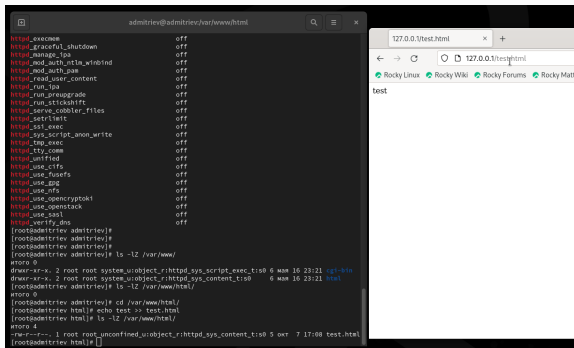 admitriev@admitriev:/var/www/html
httpd_execmem off
httpd_graceful_shutdown off
httpd_manage_ipa off
httpd_mod_auth_ntlm_winbind off
httpd_mod_auth_pam off
httpd_read_user_content off
httpd_run_ipa off
httpd_run_preupgrade off
httpd_run_stickshift off
httpd_serve_cobbler_files off
httpd_setrlimit off
httpd_ssi_exec off
httpd_sys_script_anon_write off
httpd_tmp_exec off
httpd_tty_comm off
httpd_unified off
httpd_use_cifs off
httpd_use_fusefs off
httpd_use_gpg off
httpd_use_nfs off
httpd_use_opencryptoki off
httpd_use_openstack off
httpd_use_sasl off
httpd_verify_dns off
[root@admitriev admitriev]#
[root@admitriev admitriev]#
[root@admitriev admitriev]#
[root@admitriev admitriev]# ls -lZ /var/www/
итого 0
drwxr-xr-x. 2 root root system_u:object_r:httpd_sys_script_exec_t:s0 6 мая 16 23:21 cgi-bin
drwxr-xr-x. 2 root root system_u:object_r:httpd_sys_content_t:s0 6 мая 16 23:21 html
[root@admitriev admitriev]# ls -lZ /var/www/html/
итого 0
[root@admitriev admitriev]# cd /var/www/html/
[root@admitriev html]# echo test >> test.html
[root@admitriev html]# ls -lZ /var/www/html/
итого 4
-rw-r--r--. 1 root root unconfined_u:object_r:httpd_sys_content_t:s0 5 окт 7 17:08 test.html
[root@admitriev html]#
127.0.0.1/test.html
127.0.0.1/test.html
Rocky Linux Rocky Wiki Rocky Forums Rocky Matt
test